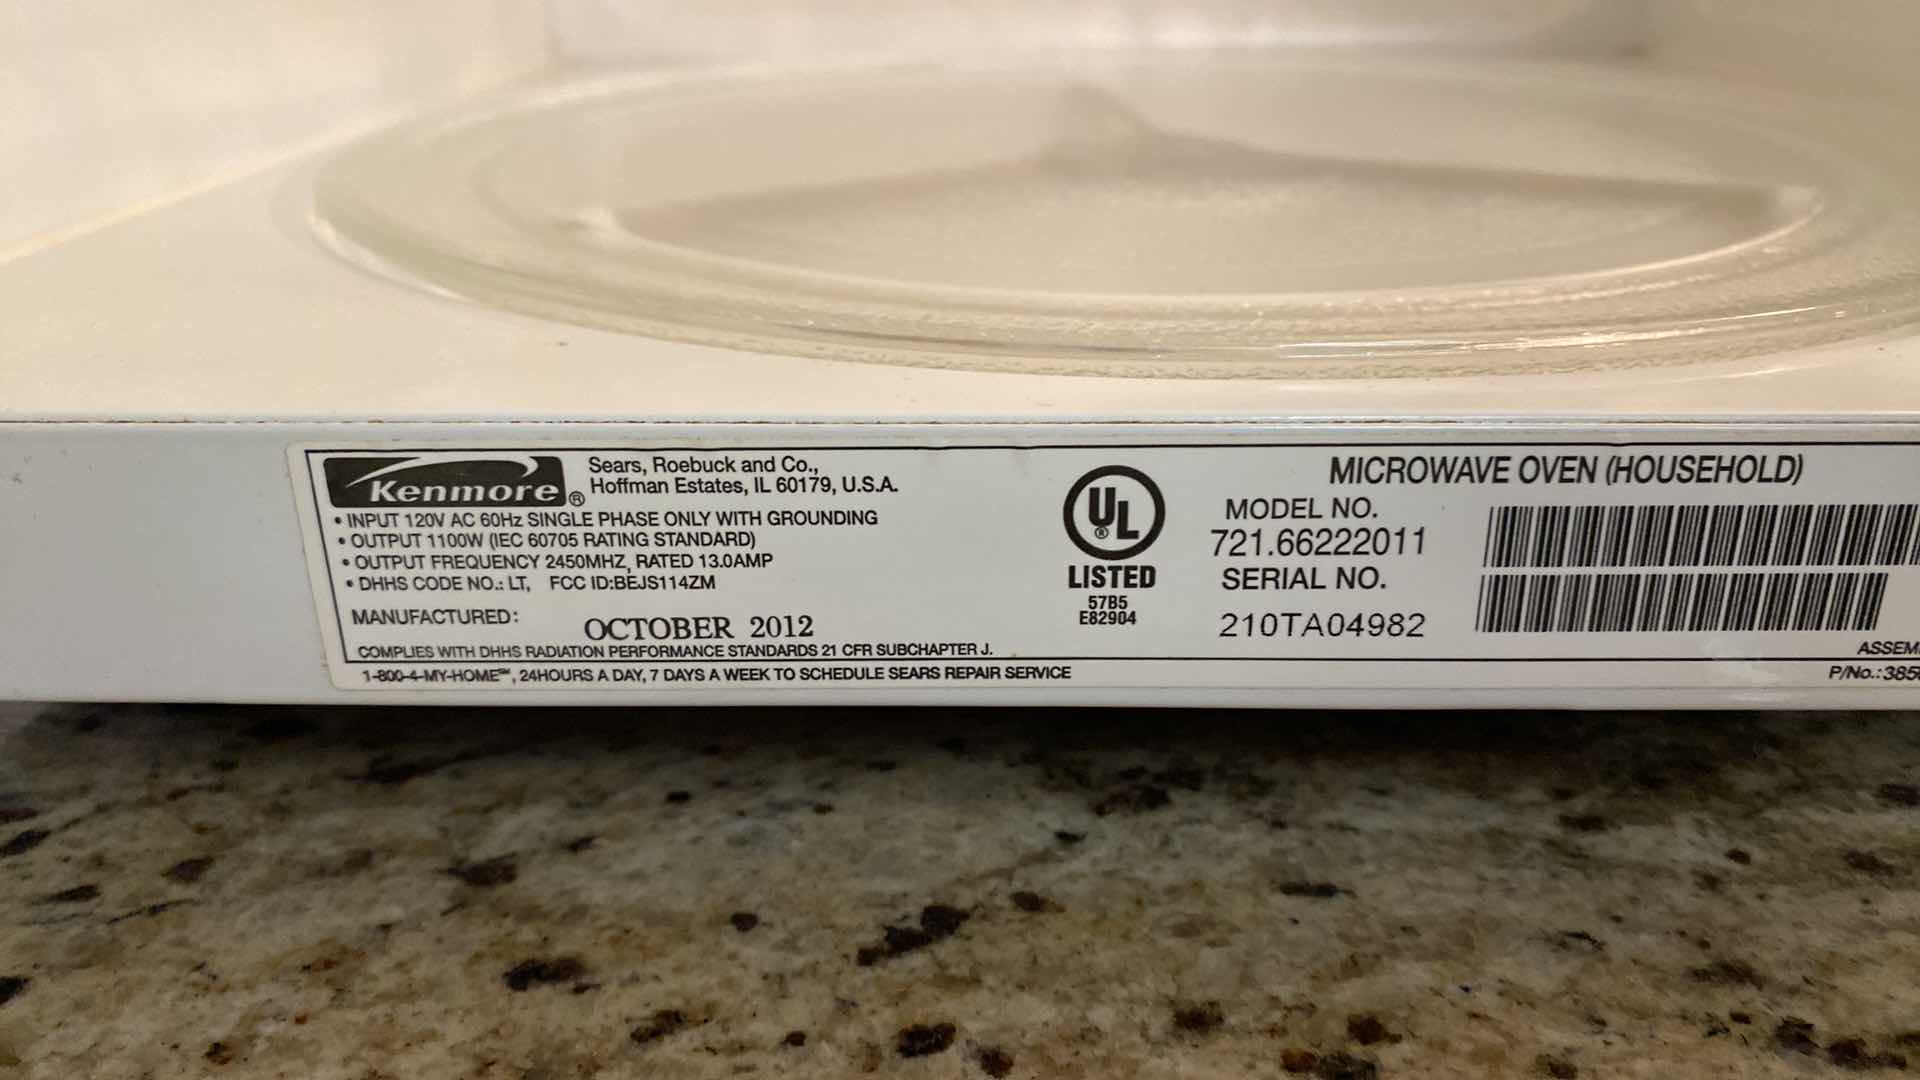 Kenmore®
Sears, Roebuck and Co.,
Hoffman Estates, IL 60179, U.S.A.
• INPUT 120V AC 60Hz SINGLE PHASE ONLY WITH GROUNDING
• OUTPUT 1100W (IEC 60705 RATING STANDARD)
• OUTPUT FREQUENCY 2450MHZ, RATED 13.0AMP
• DHHS CODE NO.: LT, FCC ID:BEJS114ZM
MANUFACTURED:
OCTOBER 2012
COMPLIES WITH DHHS RADIATION PERFORMANCE STANDARDS 21 CFR SUBCHAPTER J.
1-800-4-MY-HOME℠, 24HOURS A DAY, 7 DAYS A WEEK TO SCHEDULE SEARS REPAIR SERVICE
UL®
LISTED
57B5
E82904
MICROWAVE OVEN (HOUSEHOLD)
MODEL NO.
721.66222011
SERIAL NO.
210TA04982
P/No.: